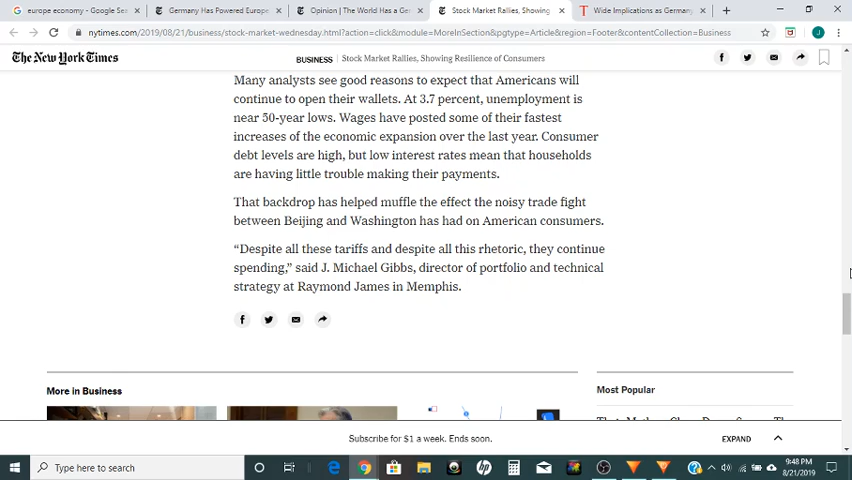 europe economy - Google Se
Germany Has Powered Europe
Opinion | The World Has a Ger
Stock Market Rallies, Showing
Wide Implications as Germany
nytimes.com/2019/08/21/business/stock-market-wednesday.html?action=click&module=MoreInSection&pgtype=Article&region=Footer&contentCollection=Business
J
The New York Times
BUSINESS | Stock Market Rallies, Showing Resilience of Consumers
Many analysts see good reasons to expect that Americans will
continue to open their wallets. At 3.7 percent, unemployment is
near 50-year lows. Wages have posted some of their fastest
increases of the economic expansion over the last year. Consumer
debt levels are high, but low interest rates mean that households
are having little trouble making their payments.
That backdrop has helped muffle the effect the noisy trade fight
between Beijing and Washington has had on American consumers.
“Despite all these tariffs and despite all this rhetoric, they continue
spending,” said J. Michael Gibbs, director of portfolio and technical
strategy at Raymond James in Memphis.
More in Business
Most Popular
Subscribe for $1 a week. Ends soon.
EXPAND
Type here to search
9:48 PM
8/21/2019